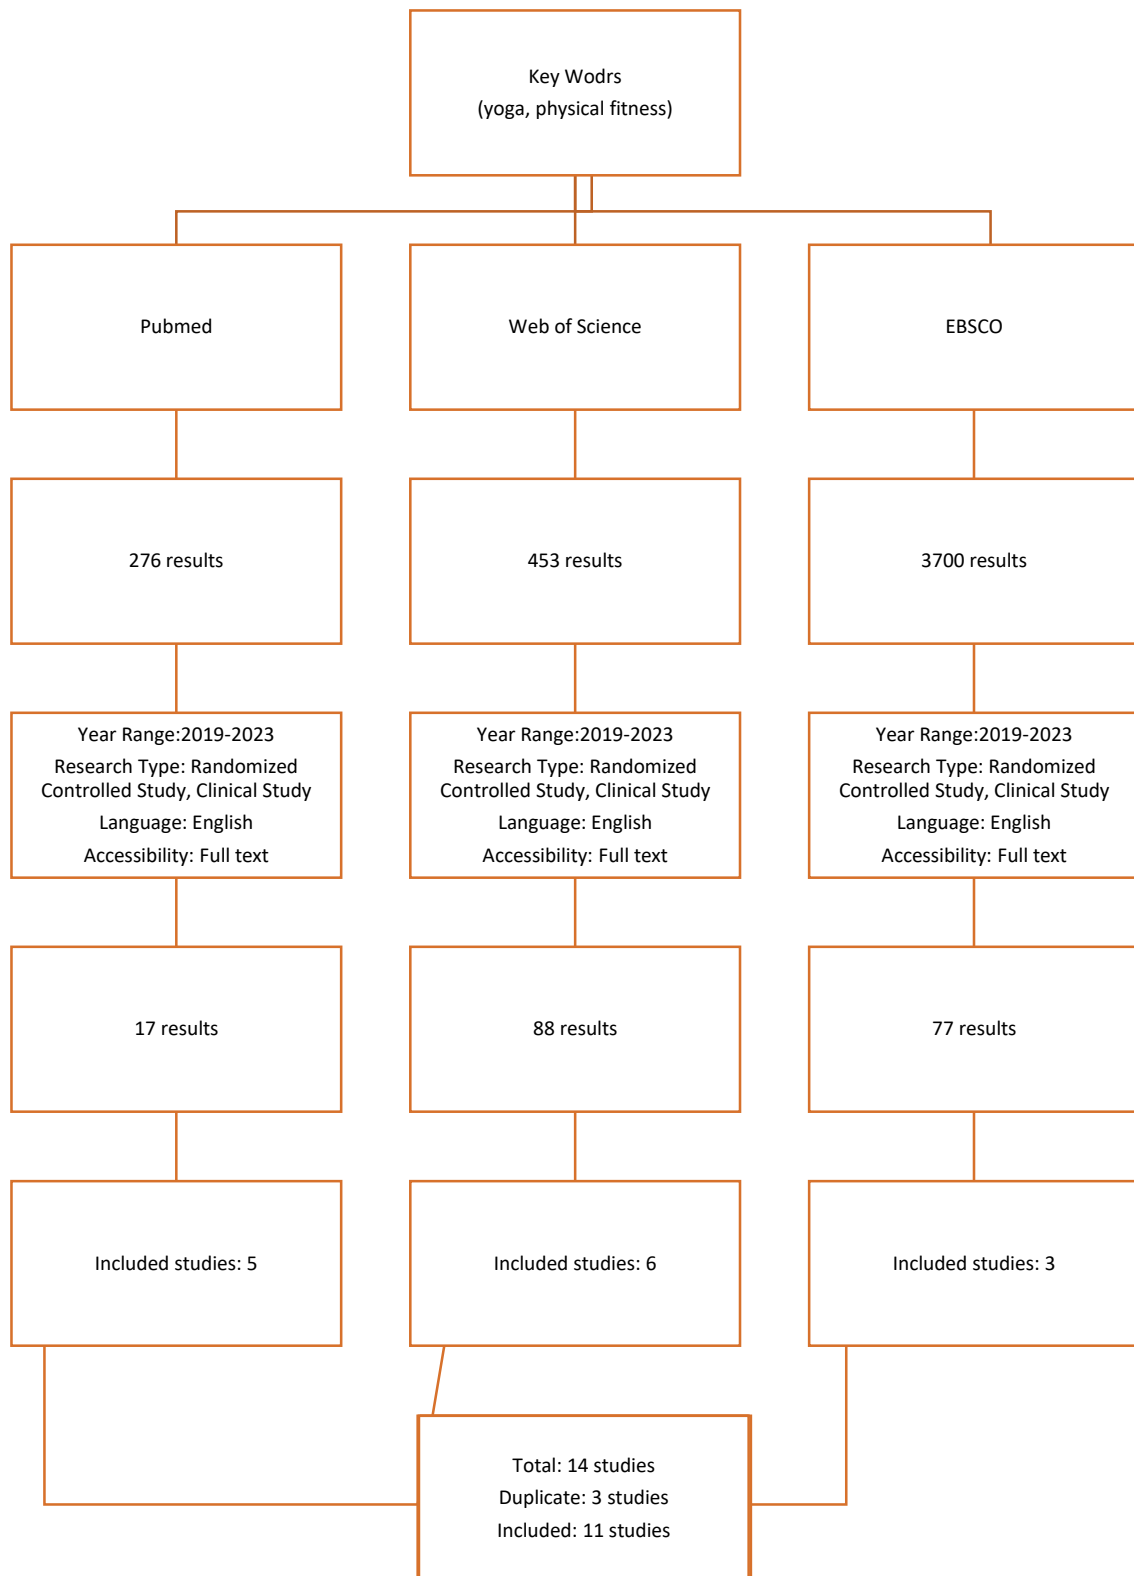 Key Wodrs
(yoga, physical fitness)
Pubmed
Web of Science
EBSCO
276 results
453 results
3700 results
Year Range:2019-2023
Research Type: Randomized
Controlled Study, Clinical Study
Language: English
Accessibility: Full text
Year Range:2019-2023
Research Type: Randomized
Controlled Study, Clinical Study
Language: English
Accessibility: Full text
Year Range:2019-2023
Research Type: Randomized
Controlled Study, Clinical Study
Language: English
Accessibility: Full text
17 results
88 results
77 results
Included studies: 5
Included studies: 6
Included studies: 3
Total: 14 studies
Duplicate: 3 studies
Included: 11 studies